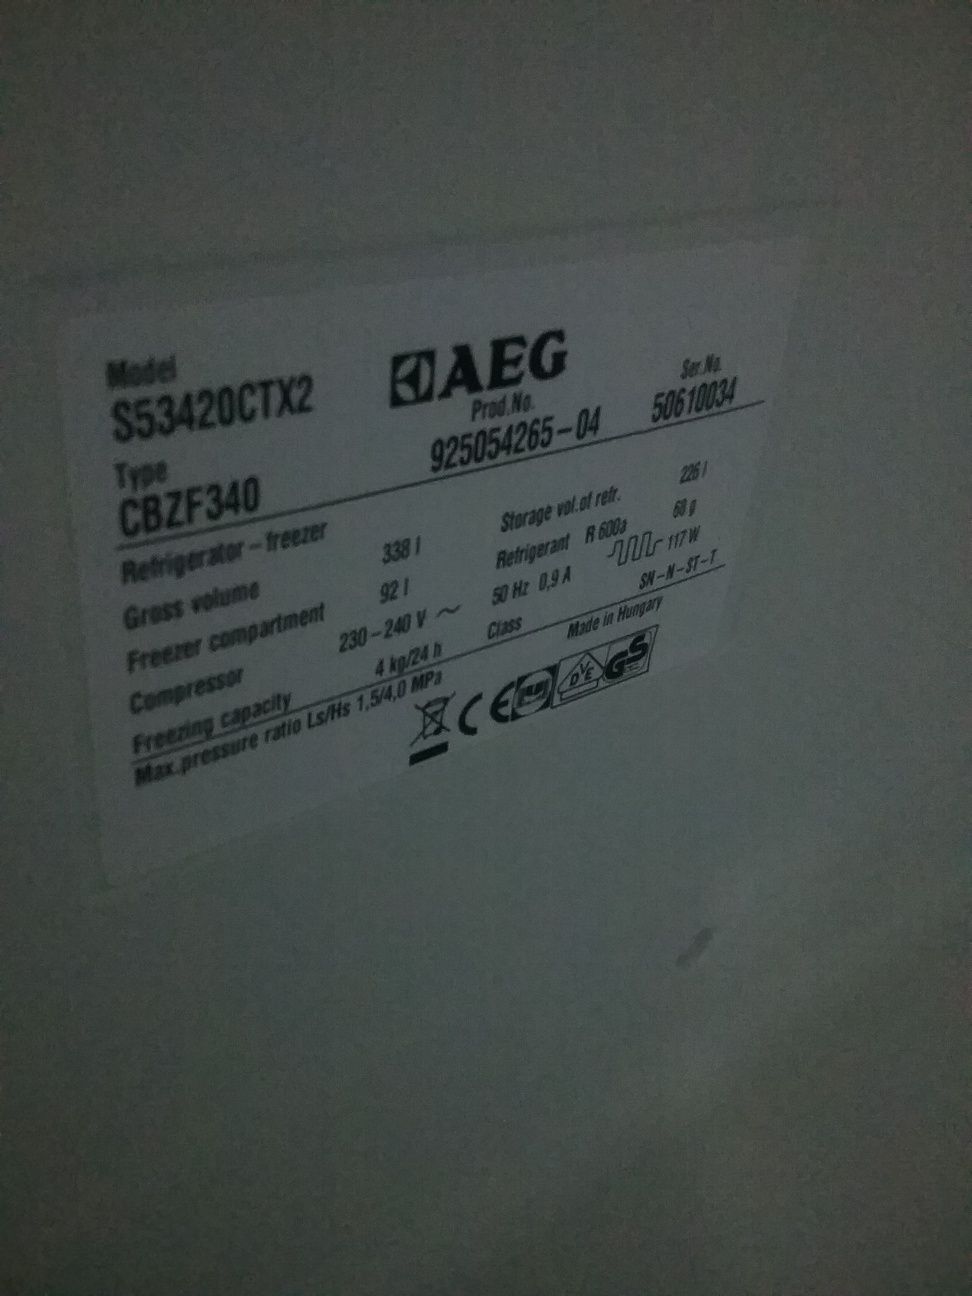 Model
S53420CTX2
AEG
Prod.No.
925054265-04
Ser.No.
50610034
Type
CBZF340
Refrigerator-freezer
Gross volume 338 l
Storage vol.of refr. 226 l
Freezer compartment 92 l
Refrigerant R 600a 68 g
Compressor 230-240 V ~ 50 Hz 0,9 A 117 W
Freezing capacity 4 kg/24 h Class SN-N-ST-T
Max.pressure ratio Ls/Hs 1,5/4,0 MPa Made in Hungary
CE
DVE
GS